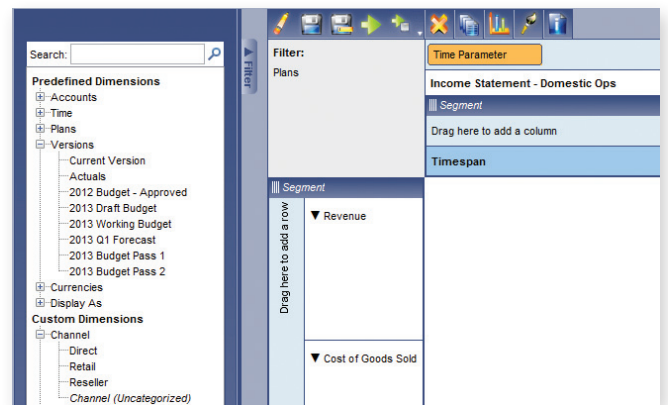 Search:
Predefined Dimensions
Accounts
Time
Plans
Versions
Current Version
Actuals
2012 Budget - Approved
2013 Draft Budget
2013 Working Budget
2013 Q1 Forecast
2013 Budget Pass 1
2013 Budget Pass 2
Currencies
Display As
Custom Dimensions
Channel
Direct
Retail
Reseller
Channel (Uncategorized)
Filter
Filter:
Plans
Time Parameter
Income Statement - Domestic Ops
Segment
Drag here to add a column
Timespan
Segment
Drag here to add a row
Revenue
Cost of Goods Sold